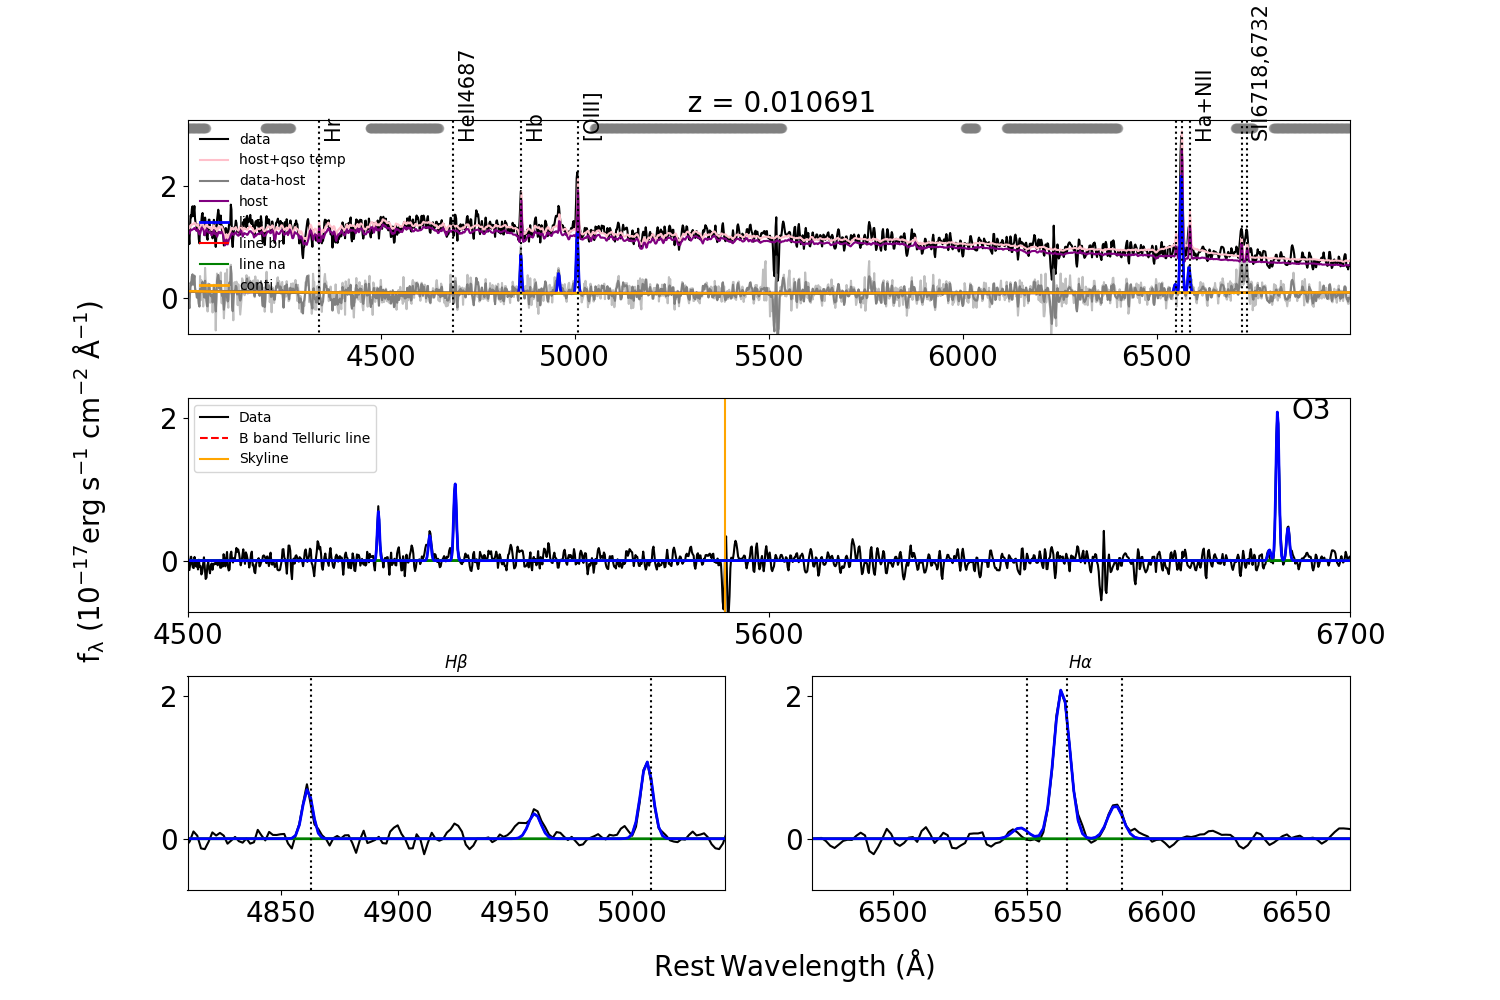 z = 0.010691
Hr
HeII4687
Hb
[OIII]
Ha+NII
SII6718,6732
data
host+qso temp
data-host
host
line br
line na
conti
2
0
4500 5000 5500 6000 6500
Data
B band Telluric line
Skyline
O3
2
0
4500 5600 6700
fλ (10−17erg s−1 cm−2 Å−1)
Hβ
2
0
4850 4900 4950 5000
Hα
2
0
6500 6550 6600 6650
Rest Wavelength (Å)